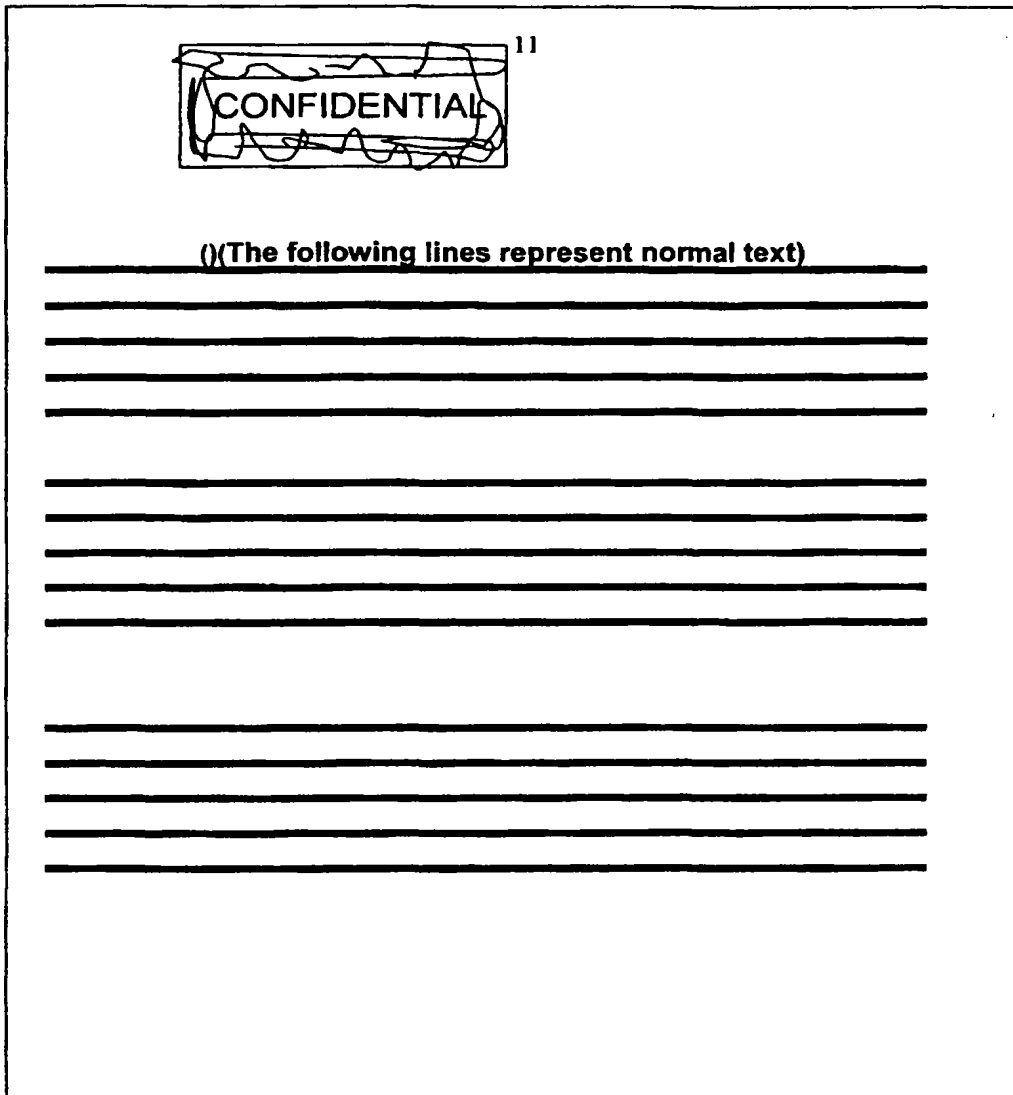 11
CONFIDENTIAL
()(The following lines represent normal text)